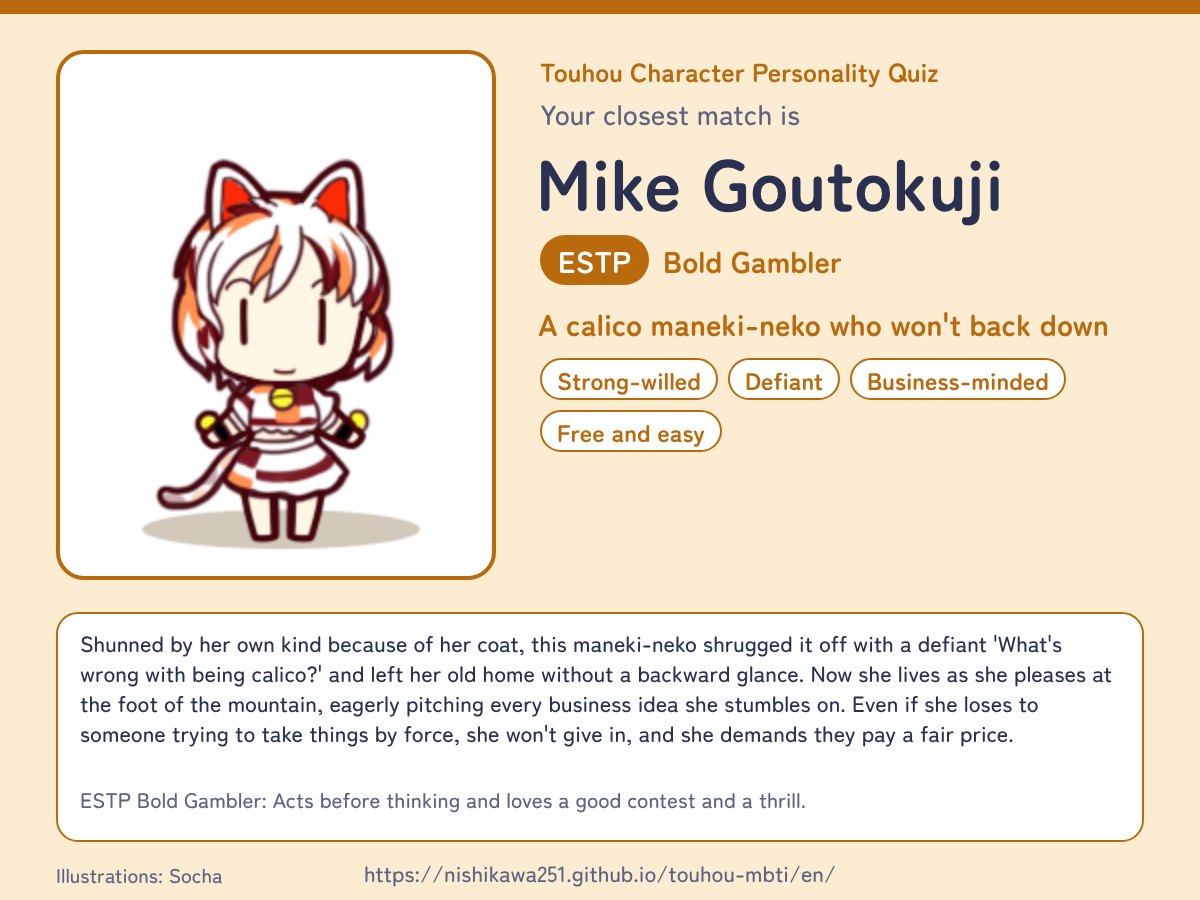 Touhou Character Personality Quiz
Your closest match is
Mike Goutokuji
ESTP Bold Gambler
A calico maneki-neko who won't back down
Strong-willed Defiant Business-minded
Free and easy
Shunned by her own kind because of her coat, this maneki-neko shrugged it off with a defiant 'What's
wrong with being calico?' and left her old home without a backward glance. Now she lives as she pleases at
the foot of the mountain, eagerly pitching every business idea she stumbles on. Even if she loses to
someone trying to take things by force, she won't give in, and she demands they pay a fair price.
ESTP Bold Gambler: Acts before thinking and loves a good contest and a thrill.
Illustrations: Socha https://nishikawa251.github.io/touhou-mbti/en/